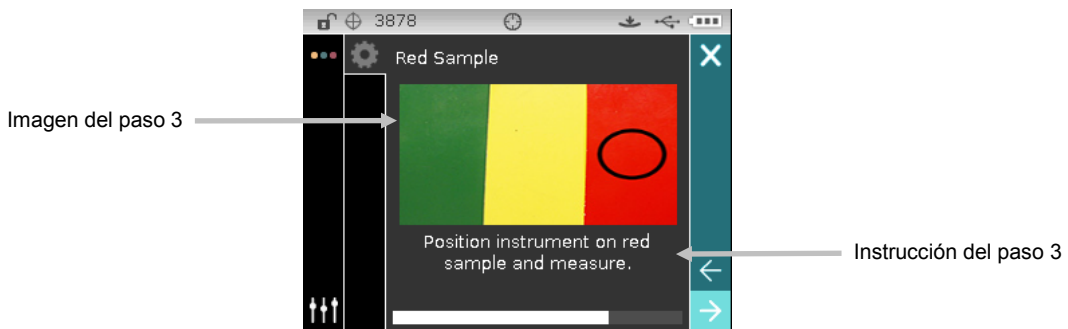 3878
Red Sample
Imagen del paso 3
Position instrument on red
sample and measure.
Instrucción del paso 3